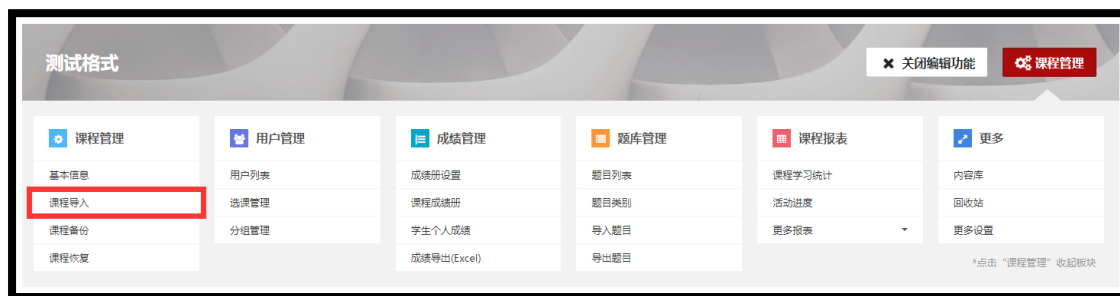 测试格式
关闭编辑功能
课程管理
课程管理
基本信息
课程导入
课程备份
课程恢复
用户管理
用户列表
选课管理
分组管理
成绩管理
成绩册设置
课程成绩册
学生个人成绩
成绩导出(Excel)
题库管理
题目列表
题目类别
导入题目
导出题目
课程报表
课程学习统计
活动进度
更多报表
更多
内容库
回收站
更多设置
*点击“课程管理”收起板块